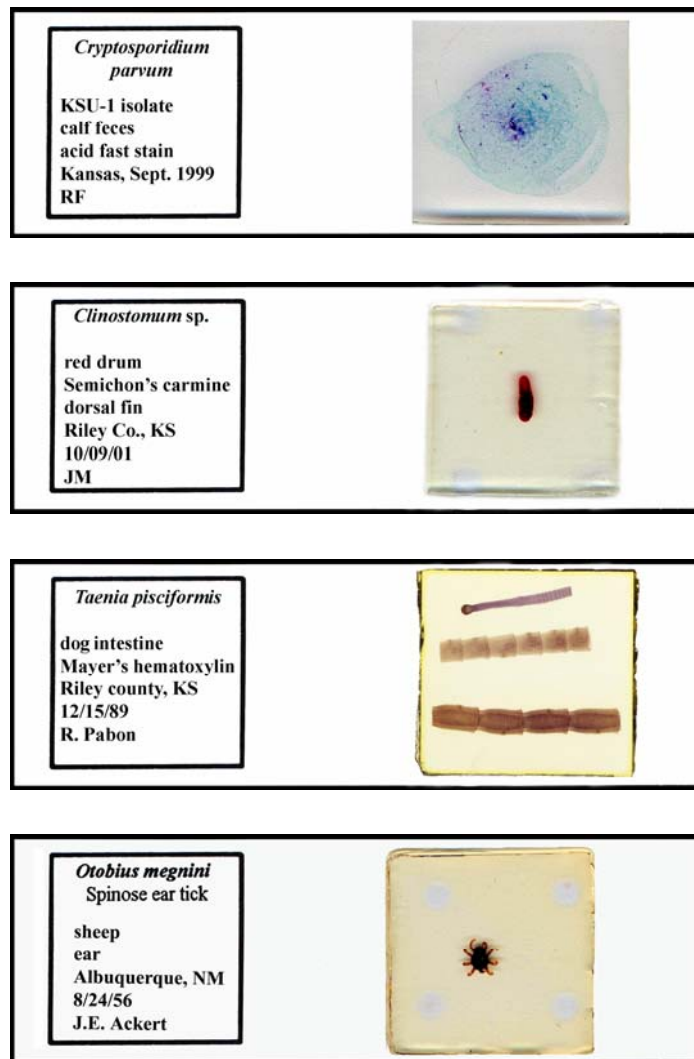 Cryptosporidium
parvum
KSU-1 isolate
calf feces
acid fast stain
Kansas, Sept. 1999
RF
Clinostomum sp.
red drum
Semichon's carmine
dorsal fin
Riley Co., KS
10/09/01
JM
Taenia pisciformis
dog intestine
Mayer's hematoxylin
Riley county, KS
12/15/89
R. Pabon
Otobius megnini
Spinose ear tick
sheep
ear
Albuquerque, NM
8/24/56
J.E. Ackert